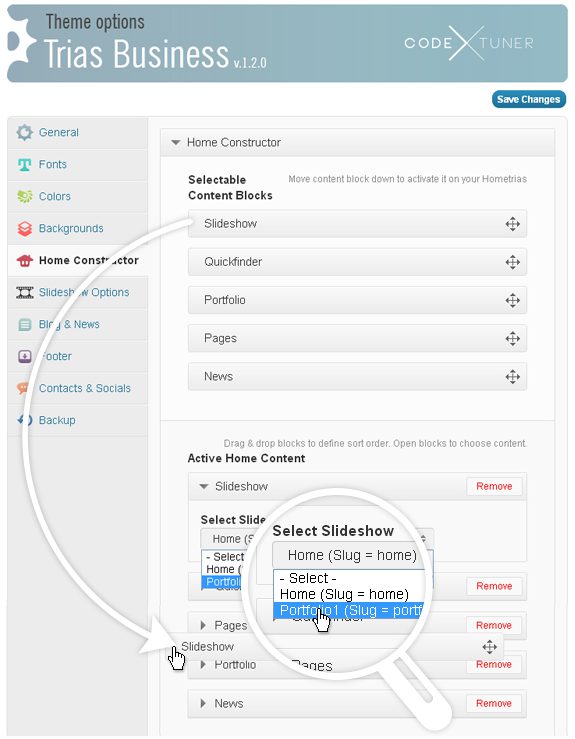 Theme options
Trias Business v.1.2.0
CODE X TUNER
Save Changes
General
Fonts
Colors
Backgrounds
Home Constructor
Slideshow Options
Blog & News
Footer
Contacts & Socials
Backup
Home Constructor
Selectable
Content Blocks
Move content block down to activate it on your Hometrias
Slideshow
Quickfinder
Portfolio
Pages
News
Drag & drop blocks to define sort order. Open blocks to choose content.
Active Home Content
Slideshow
Remove
Select Slide
Home (S
- Select
Home (
Portfoli
Select Slideshow
Home (Slug = home)
- Select -
Home (Slug = home)
Portfolio1 (Slug = portf
Quickfinder
Remove
Pages
Remove
Slideshow
Portfolio
Pages
Remove
News
Remove